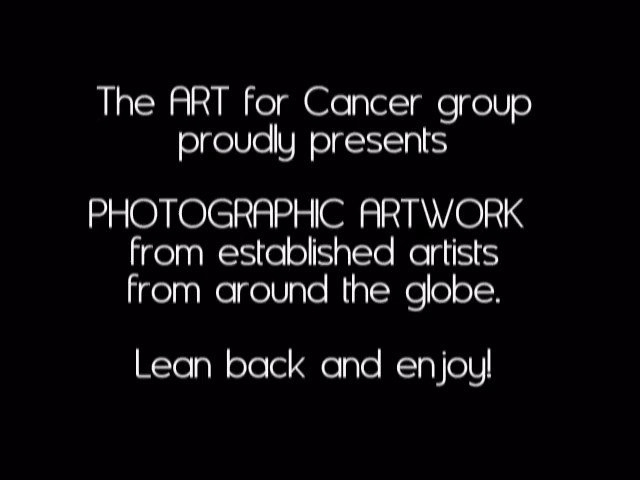 The ART for Cancer group
proudly presents
PHOTOGRAPHIC ARTWORK
from established artists
from around the globe.
Lean back and enjoy!